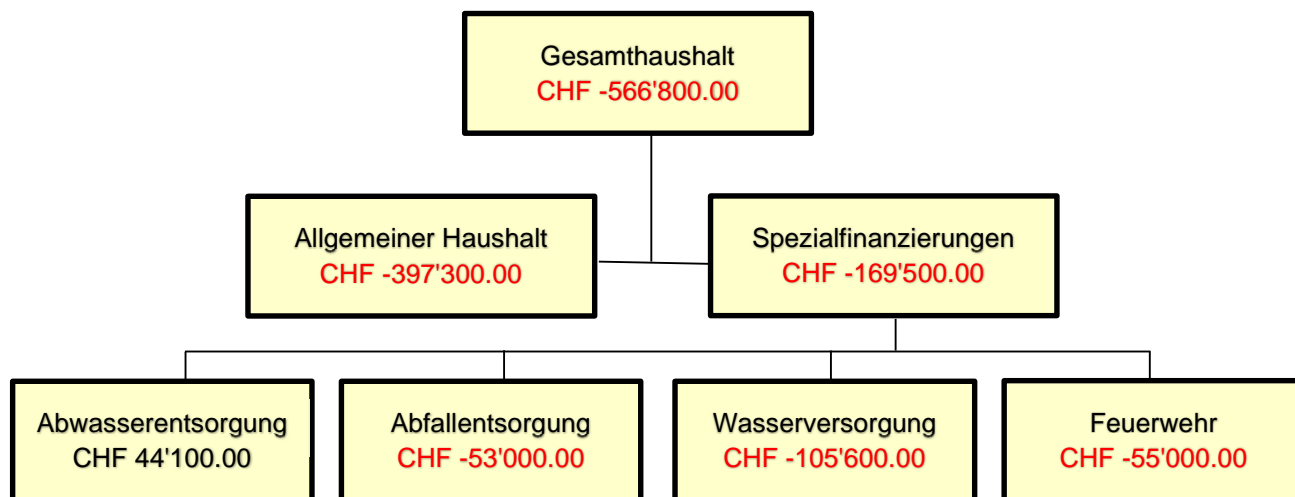 Gesamthaushalt
CHF -566'800.00
Allgemeiner Haushalt
CHF -397'300.00
Spezialfinanzierungen
CHF -169'500.00
Abwasserentsorgung
CHF 44'100.00
Abfallentsorgung
CHF -53'000.00
Wasserversorgung
CHF -105'600.00
Feuerwehr
CHF -55'000.00